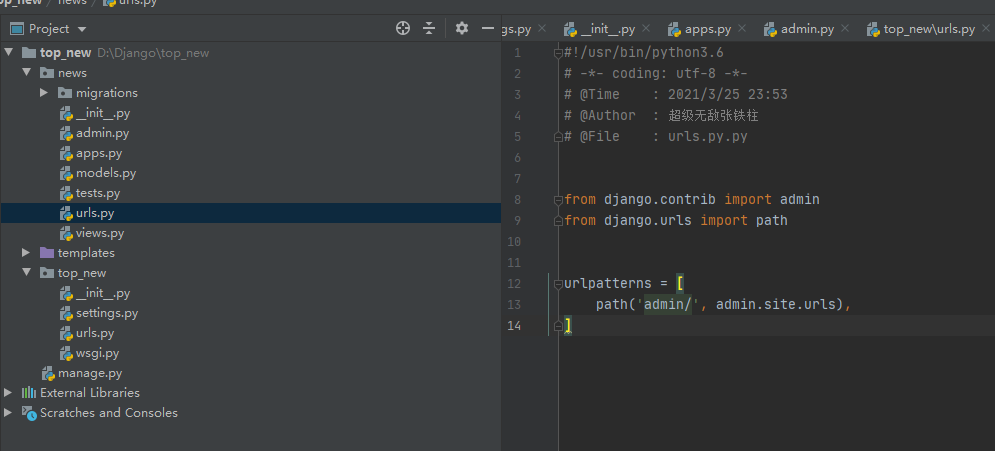 top_new news urls.py
Project
top_new D:\Django\top_new
news
migrations
__init__.py
admin.py
apps.py
models.py
tests.py
urls.py
views.py
templates
top_new
__init__.py
settings.py
urls.py
wsgi.py
manage.py
External Libraries
Scratches and Consoles
gs.py __init__.py apps.py admin.py top_new\urls.py
1 #!/usr/bin/python3.6
2 # -*- coding: utf-8 -*-
3 # @Time    : 2021/3/25 23:53
4 # @Author  : 超级无敌张铁柱
5 # @File    : urls.py.py
6
7
8 from django.contrib import admin
9 from django.urls import path
10
11
12 urlpatterns = [
13     path('admin/', admin.site.urls),
14 ]